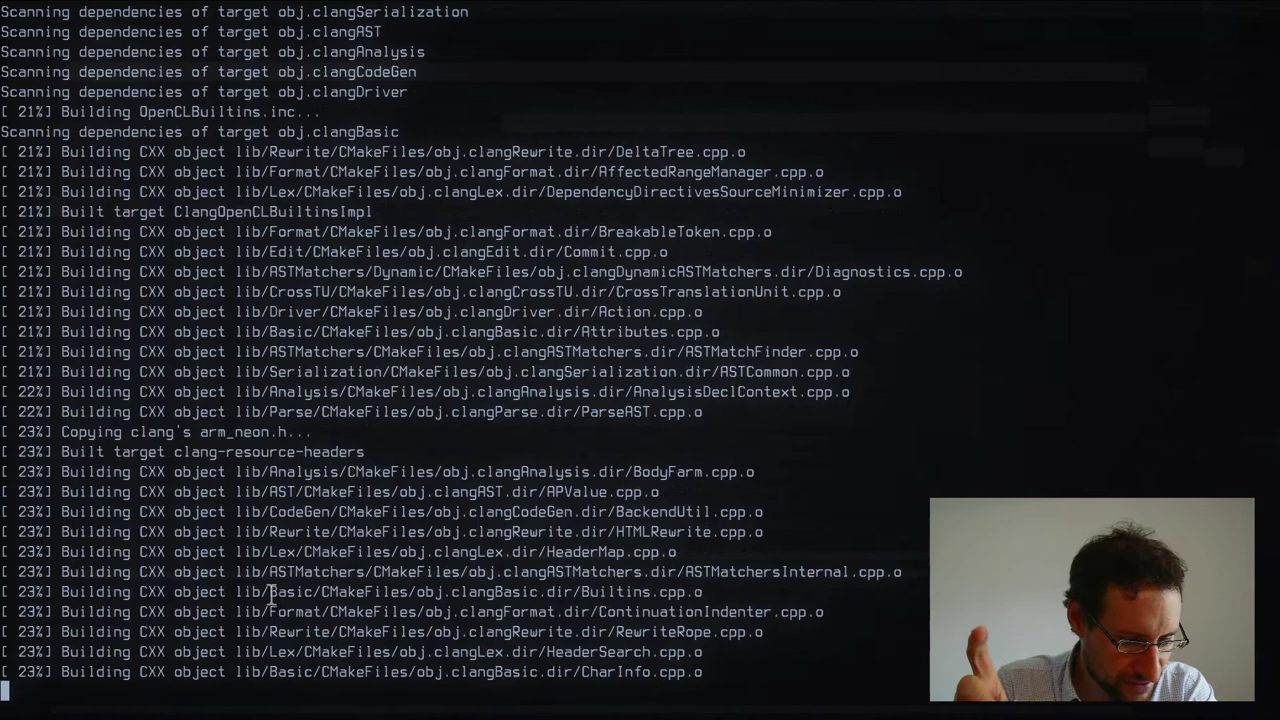 Scanning dependencies of target obj.clangSerialization
Scanning dependencies of target obj.clangAST
Scanning dependencies of target obj.clangAnalysis
Scanning dependencies of target obj.clangCodeGen
Scanning dependencies of target obj.clangDriver
[ 21%] Building OpenCLBuiltins.inc...
Scanning dependencies of target obj.clangBasic
[ 21%] Building CXX object lib/Rewrite/CMakeFiles/obj.clangRewrite.dir/DeltaTree.cpp.o
[ 21%] Building CXX object lib/Format/CMakeFiles/obj.clangFormat.dir/AffectedRangeManager.cpp.o
[ 21%] Building CXX object lib/Lex/CMakeFiles/obj.clangLex.dir/DependencyDirectivesSourceMinimizer.cpp.o
[ 21%] Built target ClangOpenCLBuiltinsImpl
[ 21%] Building CXX object lib/Format/CMakeFiles/obj.clangFormat.dir/BreakableToken.cpp.o
[ 21%] Building CXX object lib/Edit/CMakeFiles/obj.clangEdit.dir/Commit.cpp.o
[ 21%] Building CXX object lib/ASTMatchers/Dynamic/CMakeFiles/obj.clangDynamicASTMatchers.dir/Diagnostics.cpp.o
[ 21%] Building CXX object lib/CrossTU/CMakeFiles/obj.clangCrossTU.dir/CrossTranslationUnit.cpp.o
[ 21%] Building CXX object lib/Driver/CMakeFiles/obj.clangDriver.dir/Action.cpp.o
[ 21%] Building CXX object lib/Basic/CMakeFiles/obj.clangBasic.dir/Attributes.cpp.o
[ 21%] Building CXX object lib/ASTMatchers/CMakeFiles/obj.clangASTMatchers.dir/ASTMatchFinder.cpp.o
[ 21%] Building CXX object lib/Serialization/CMakeFiles/obj.clangSerialization.dir/ASTCommon.cpp.o
[ 22%] Building CXX object lib/Analysis/CMakeFiles/obj.clangAnalysis.dir/AnalysisDeclContext.cpp.o
[ 22%] Building CXX object lib/Parse/CMakeFiles/obj.clangParse.dir/ParseAST.cpp.o
[ 23%] Copying clang's arm_neon.h...
[ 23%] Built target clang-resource-headers
[ 23%] Building CXX object lib/Analysis/CMakeFiles/obj.clangAnalysis.dir/BodyFarm.cpp.o
[ 23%] Building CXX object lib/AST/CMakeFiles/obj.clangAST.dir/APValue.cpp.o
[ 23%] Building CXX object lib/CodeGen/CMakeFiles/obj.clangCodeGen.dir/BackendUtil.cpp.o
[ 23%] Building CXX object lib/Rewrite/CMakeFiles/obj.clangRewrite.dir/HTMLRewrite.cpp.o
[ 23%] Building CXX object lib/Lex/CMakeFiles/obj.clangLex.dir/HeaderMap.cpp.o
[ 23%] Building CXX object lib/ASTMatchers/CMakeFiles/obj.clangASTMatchers.dir/ASTMatchersInternal.cpp.o
[ 23%] Building CXX object lib/Basic/CMakeFiles/obj.clangBasic.dir/Builtins.cpp.o
[ 23%] Building CXX object lib/Format/CMakeFiles/obj.clangFormat.dir/ContinuationIndenter.cpp.o
[ 23%] Building CXX object lib/Rewrite/CMakeFiles/obj.clangRewrite.dir/RewriteRope.cpp.o
[ 23%] Building CXX object lib/Lex/CMakeFiles/obj.clangLex.dir/HeaderSearch.cpp.o
[ 23%] Building CXX object lib/Basic/CMakeFiles/obj.clangBasic.dir/CharInfo.cpp.o